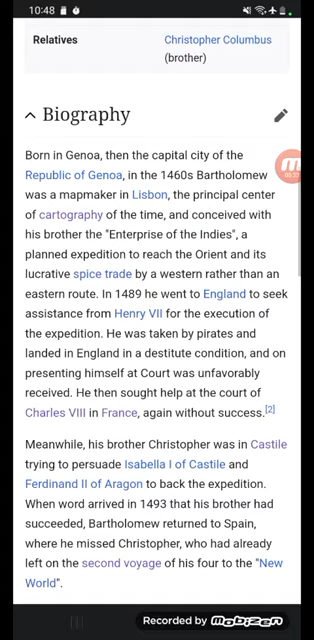 10:48
Relatives
Christopher Columbus
(brother)
Biography
Born in Genoa, then the capital city of the
Republic of Genoa, in the 1460s Bartholomew
was a mapmaker in Lisbon, the principal center
of cartography of the time, and conceived with
his brother the "Enterprise of the Indies", a
planned expedition to reach the Orient and its
lucrative spice trade by a western rather than an
eastern route. In 1489 he went to England to seek
assistance from Henry VII for the execution of
the expedition. He was taken by pirates and
landed in England in a destitute condition, and on
presenting himself at Court was unfavorably
received. He then sought help at the court of
Charles VIII in France, again without success.[2]
Meanwhile, his brother Christopher was in Castile
trying to persuade Isabella I of Castile and
Ferdinand II of Aragon to back the expedition.
When word arrived in 1493 that his brother had
succeeded, Bartholomew returned to Spain,
where he missed Christopher, who had already
left on the second voyage of his four to the "New
World".
Recorded by Mobizen